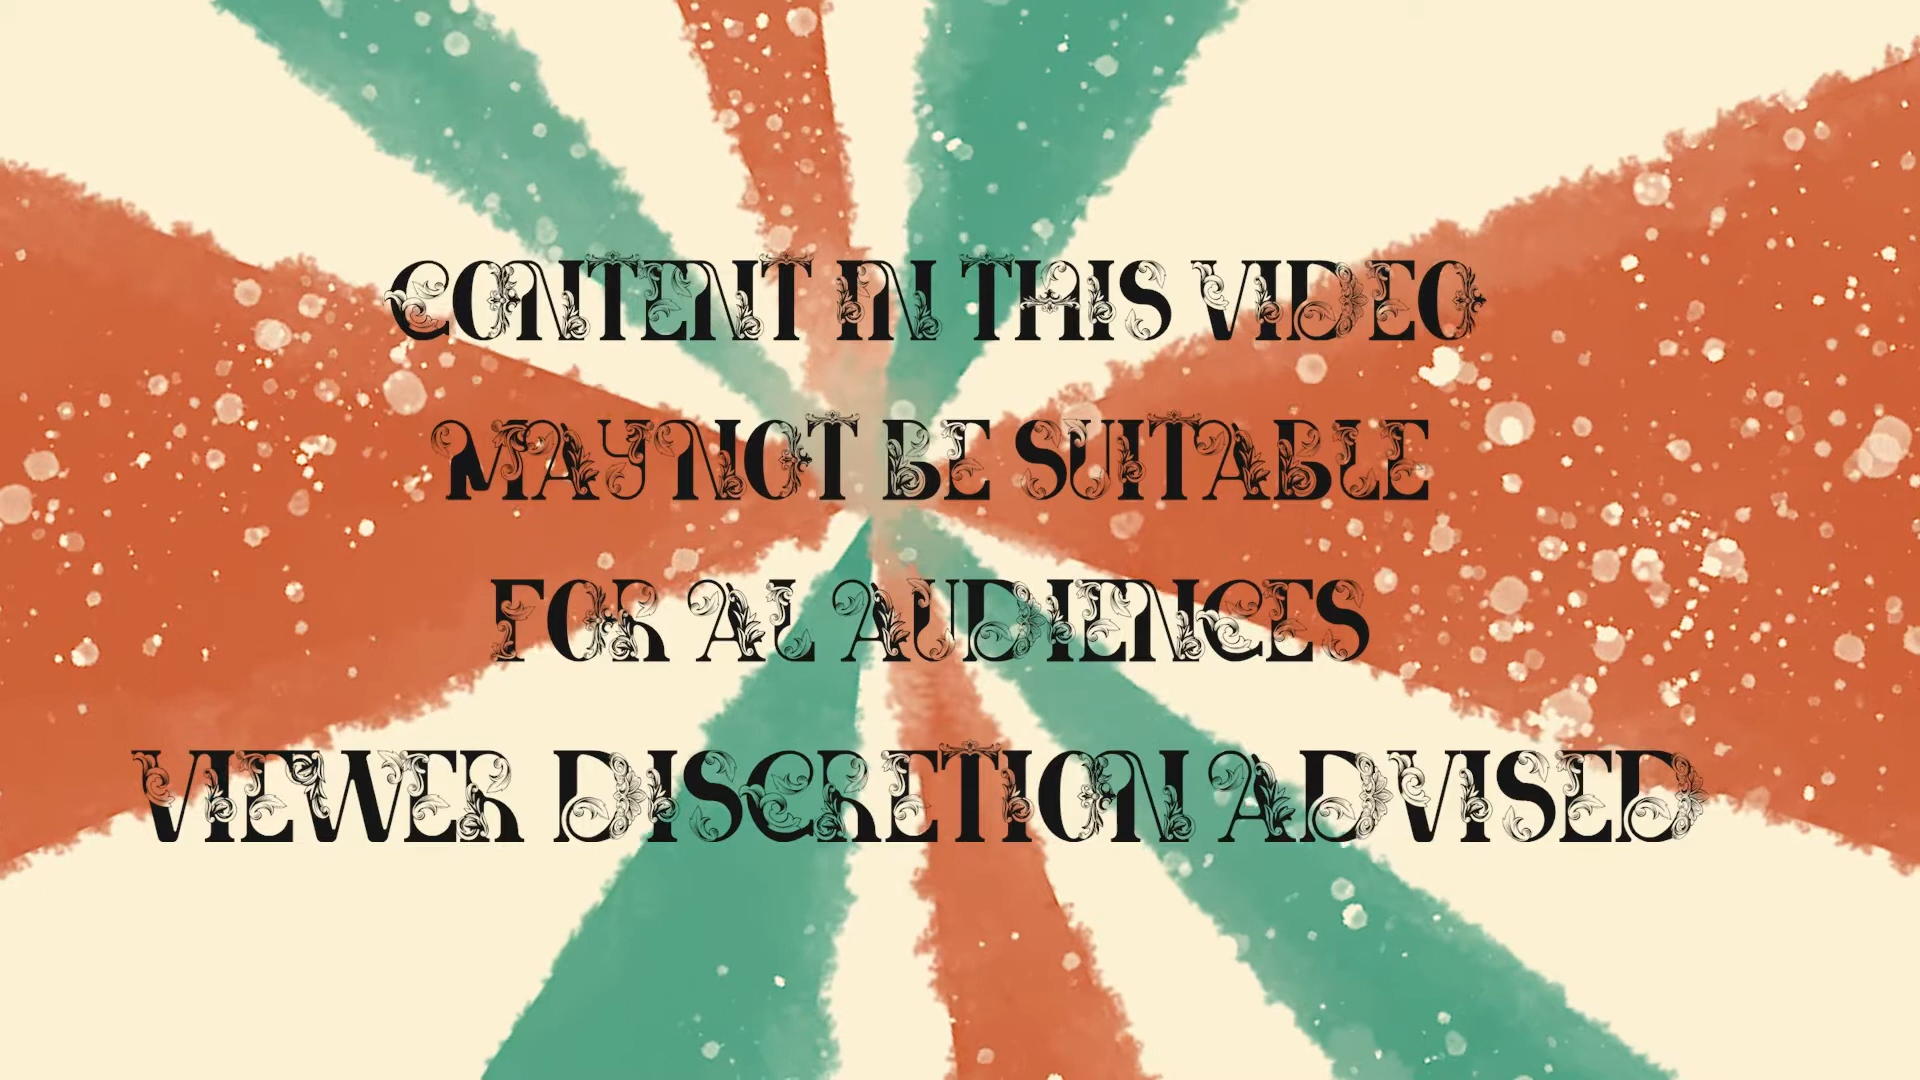 CONTENT IN THIS VIDEO
MAY NOT BE SUITABLE
FOR AL AUDIENCES
VIEWER DISCRETION ADVISED